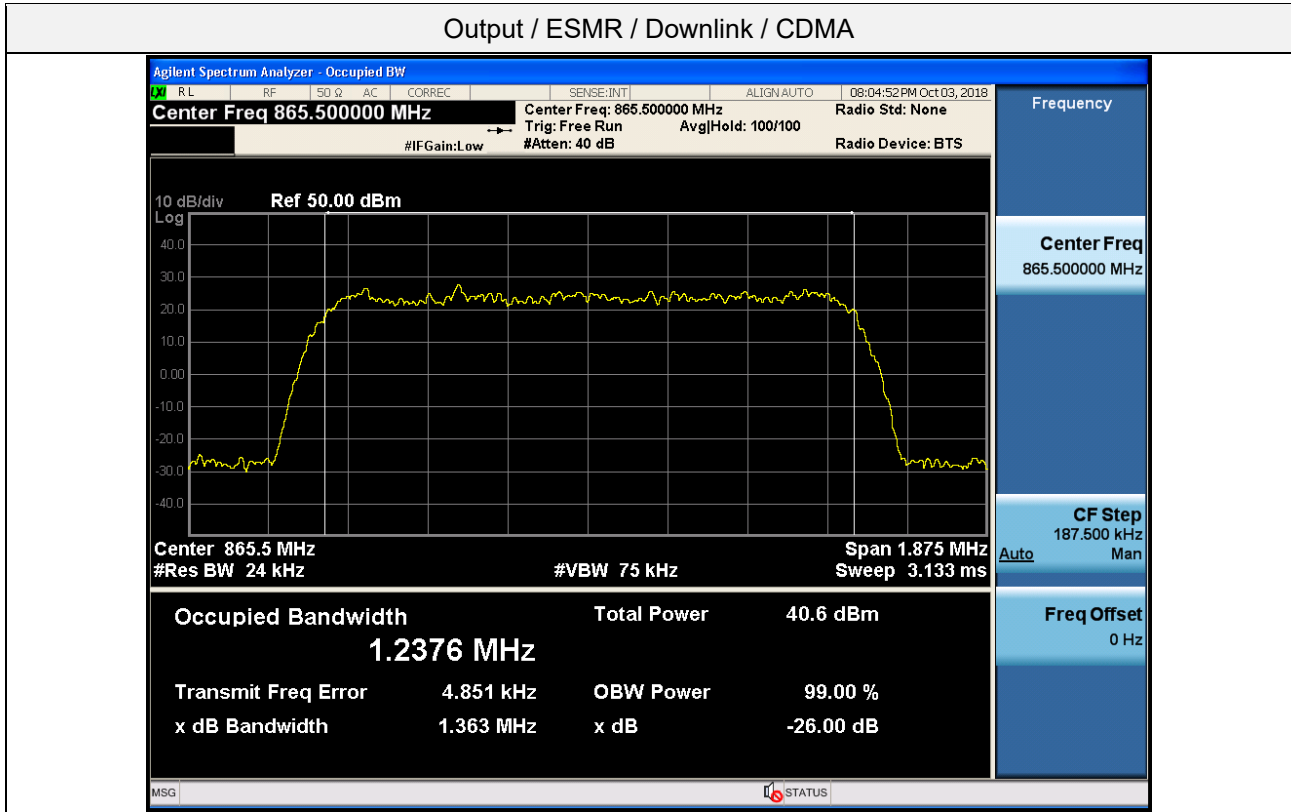 Output / ESMR / Downlink / CDMA
Agilent Spectrum Analyzer - Occupied BW
LXI RL RF 50 Ω AC CORREC SENSE:INT ALIGN AUTO 08:04:52 PM Oct 03, 2018
Center Freq 865.500000 MHz
Center Freq: 865.500000 MHz
Radio Std: None
Trig: Free Run Avg|Hold: 100/100
#IFGain:Low
#Atten: 40 dB
Radio Device: BTS
10 dB/div Ref 50.00 dBm
Log
40.0
30.0
20.0
10.0
0.00
-10.0
-20.0
-30.0
-40.0
Center 865.5 MHz Span 1.875 MHz
#Res BW 24 kHz #VBW 75 kHz Sweep 3.133 ms
Occupied Bandwidth Total Power 40.6 dBm
1.2376 MHz
Transmit Freq Error 4.851 kHz OBW Power 99.00 %
x dB Bandwidth 1.363 MHz x dB -26.00 dB
MSG STATUS
Frequency
Center Freq
865.500000 MHz
CF Step
187.500 kHz
Auto Man
Freq Offset
0 Hz